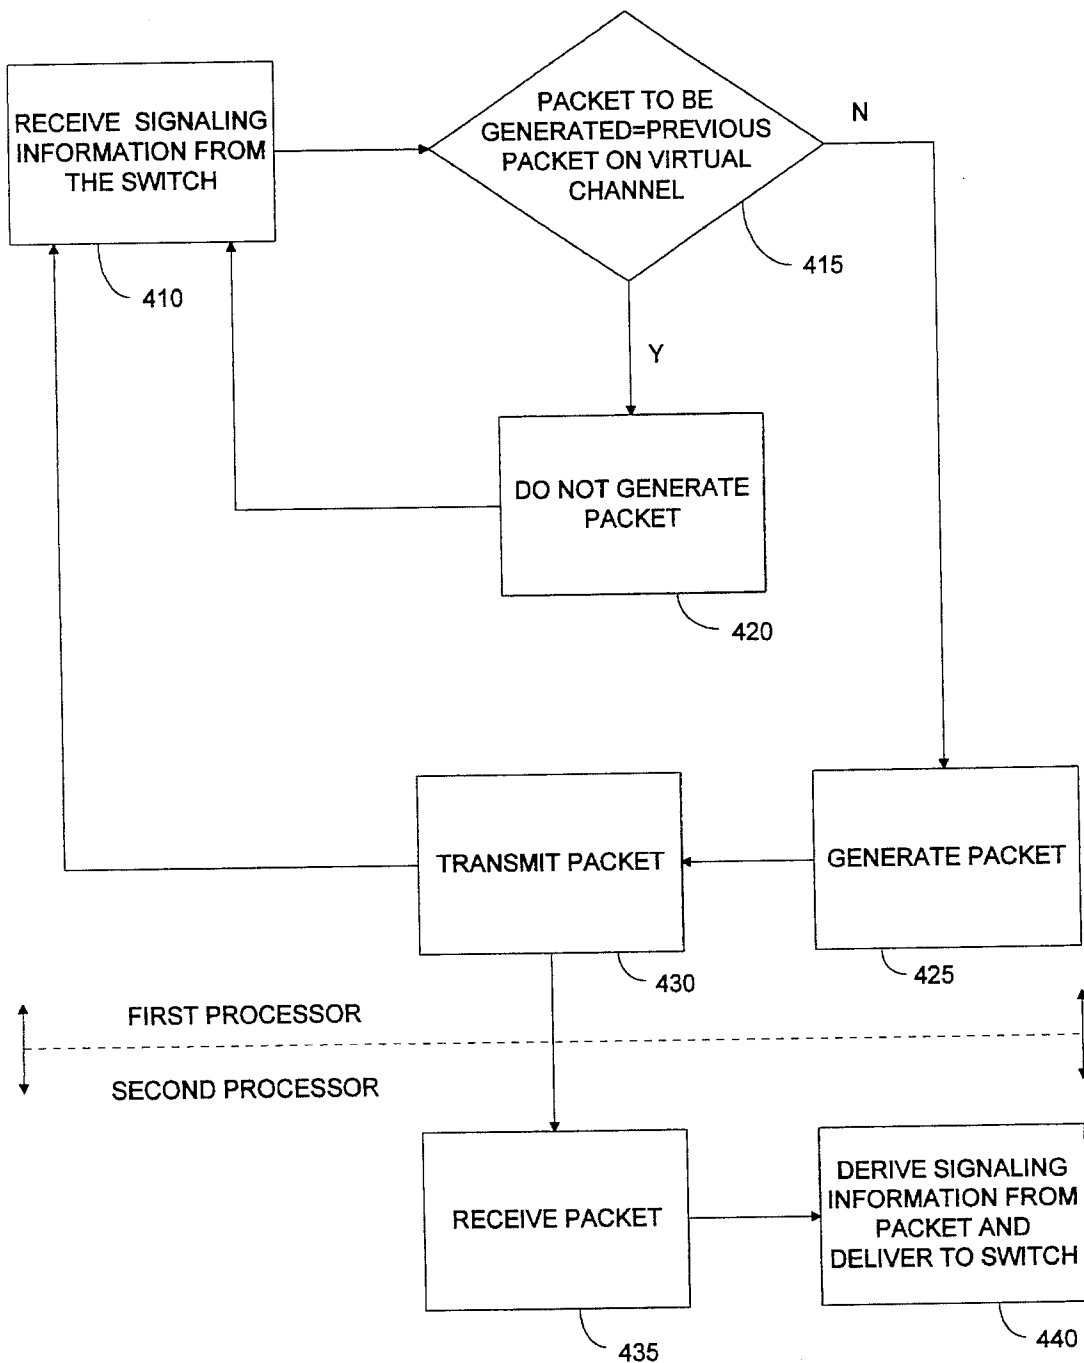 RECEIVE SIGNALING
INFORMATION FROM
THE SWITCH
410
PACKET TO BE
GENERATED=PREVIOUS
PACKET ON VIRTUAL
CHANNEL
415
N
Y
DO NOT GENERATE
PACKET
420
TRANSMIT PACKET
430
GENERATE PACKET
425
FIRST PROCESSOR
SECOND PROCESSOR
RECEIVE PACKET
435
DERIVE SIGNALING
INFORMATION FROM
PACKET AND
DELIVER TO SWITCH
440